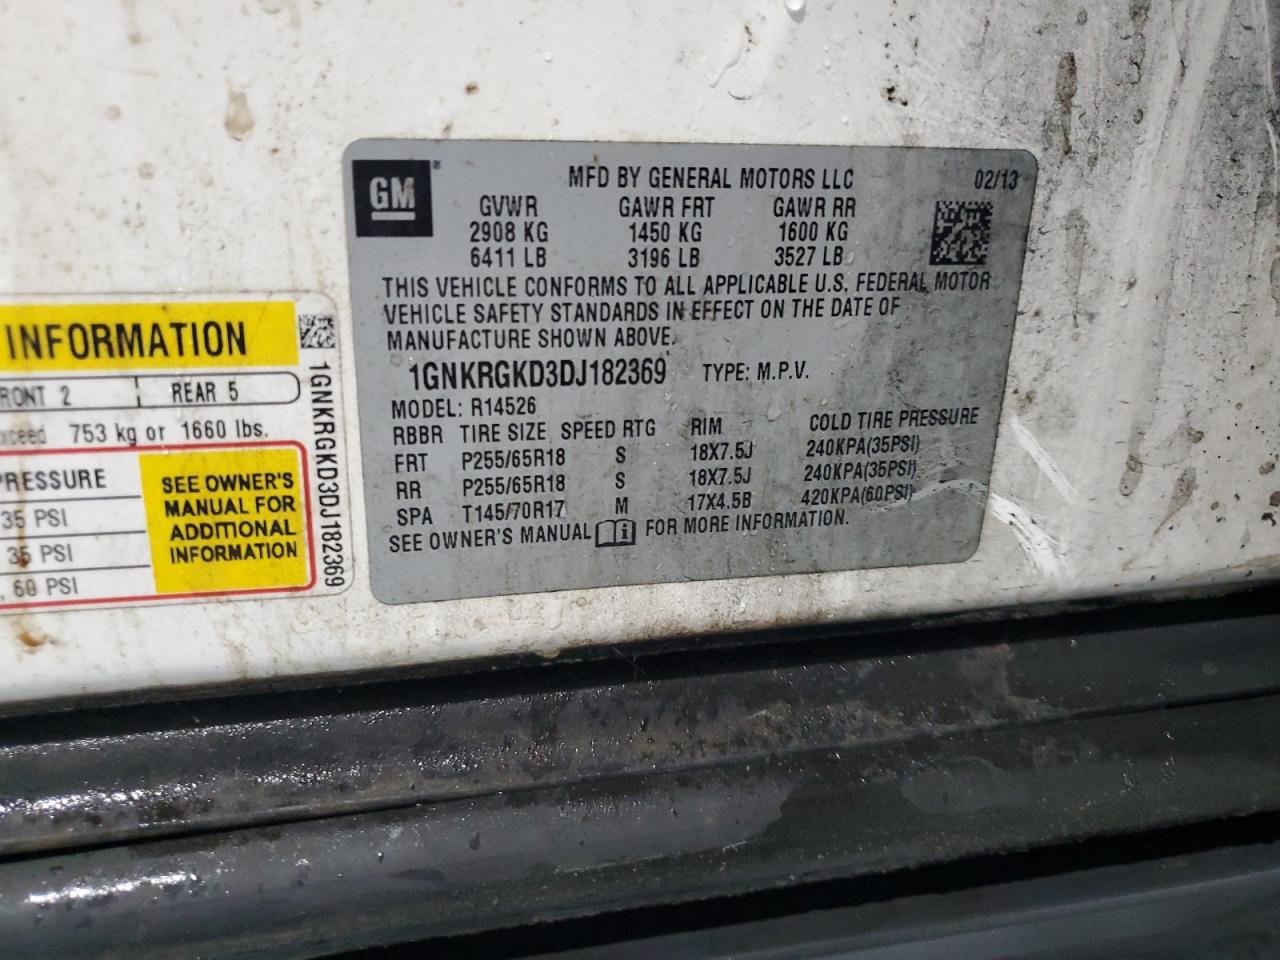 GM
MFD BY GENERAL MOTORS LLC 02/13
GVWR GAWR FRT GAWR RR
2908 KG 1450 KG 1600 KG
6411 LB 3196 LB 3527 LB
THIS VEHICLE CONFORMS TO ALL APPLICABLE U.S. FEDERAL MOTOR
VEHICLE SAFETY STANDARDS IN EFFECT ON THE DATE OF
MANUFACTURE SHOWN ABOVE.
1GNKRGKD3DJ182369 TYPE: M.P.V.
MODEL: R14526
RBBR TIRE SIZE SPEED RTG RIM COLD TIRE PRESSURE
FRT P255/65R18 S 18X7.5J 240KPA(35PSI)
RR P255/65R18 S 18X7.5J 240KPA(35PSI)
SPA T145/70R17 M 17X4.5B 420KPA(60PSI)
SEE OWNER'S MANUAL FOR MORE INFORMATION.
INFORMATION
RONT 2 REAR 5
xceed 753 kg or 1660 lbs.
PRESSURE
35 PSI
35 PSI
, 60 PSI
SEE OWNER'S
MANUAL FOR
ADDITIONAL
INFORMATION
1GNKRGKD3DJ182369